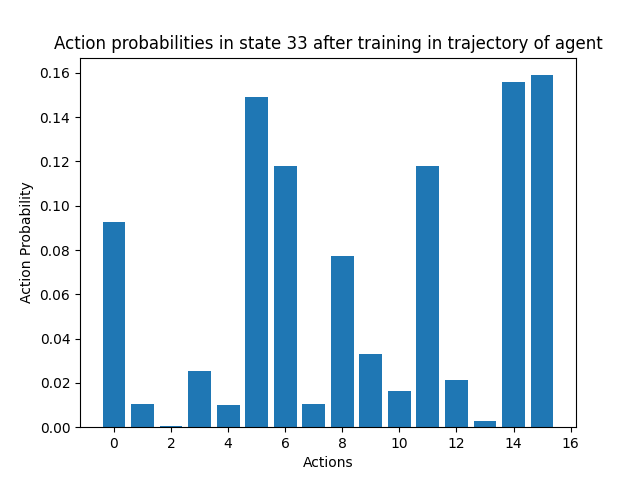 Action probabilities in state 33 after training in trajectory of agent
0.16
0.14
0.12
0.10
0.08
0.06
0.04
0.02
0.00
Action Probability
0 2 4 6 8 10 12 14 16
Actions